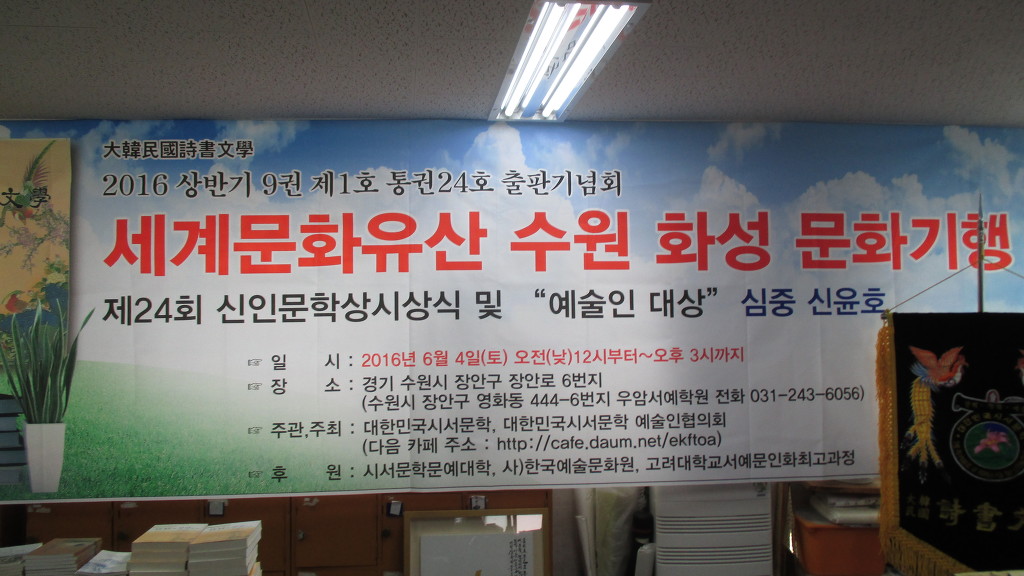 大韓民國詩書文學
2016 상반기 9권 제1호 통권24호 출판기념회
세계문화유산 수원 화성 문화기행
제24회 신인문학상시상식 및 “예술인 대상” 심중 신윤호
☞ 일 시 : 2016년 6월 4일(토) 오전(낮)12시부터~오후 3시까지
☞ 장 소 : 경기 수원시 장안구 장안로 6번지
(수원시 장안구 영화동 444-6번지 우암서예학원 전화 031-243-6056)
☞ 주관,주최 : 대한민국시서문학, 대한민국시서문학 예술인협의회
(다음 카페 주소 : http://cafe.daum.net/ekftoa)
☞ 후 원 : 시서문학문예대학, 사)한국예술문화원, 고려대학교서예문인화최고과정
文學
詩書文